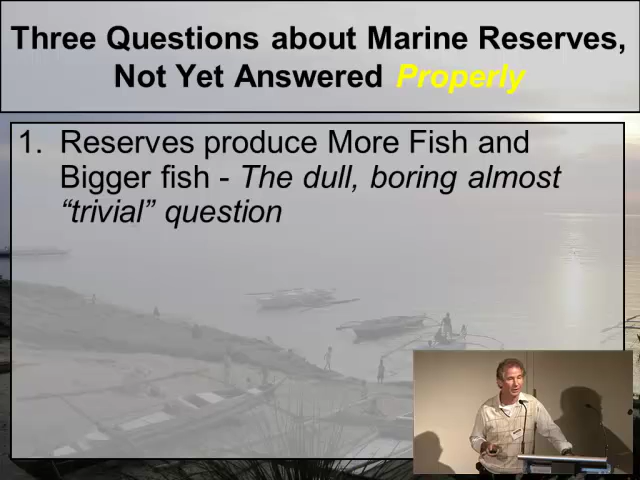 Three Questions about Marine Reserves,
Not Yet Answered Properly
1. Reserves produce More Fish and
Bigger fish - The dull, boring almost
“trivial” question